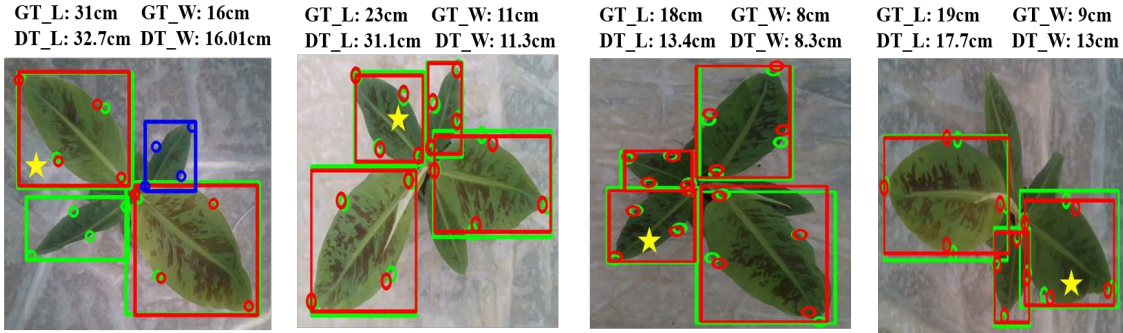 GT_L: 31cm GT_W: 16cm
DT_L: 32.7cm DT_W: 16.01cm
GT_L: 23cm GT_W: 11cm
DT_L: 31.1cm DT_W: 11.3cm
GT_L: 18cm GT_W: 8cm
DT_L: 13.4cm DT_W: 8.3cm
GT_L: 19cm GT_W: 9cm
DT_L: 17.7cm DT_W: 13cm